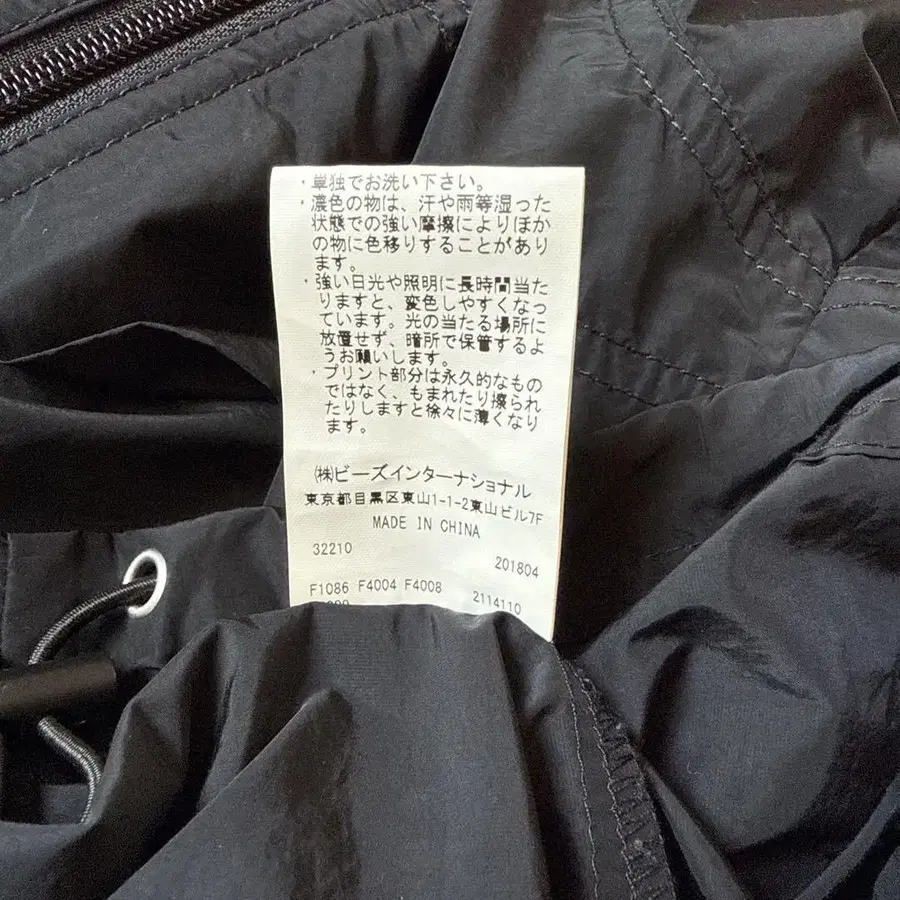 ・単独でお洗い下さい。
・濃色の物は、汗や雨等湿った
状態での強い摩擦によりほか
の物に色移りすることがあり
ます。
・強い日光や照明に長時間当た
りますと、変色しやすくなっ
ています。光の当たる場所に
放置せず、暗所で保管するよ
うお願いします。
・プリント部分は永久的なもの
ではなく、もまれたり擦られ
たりしますと徐々に薄くなり
ます。
(株)ビーズインターナショナル
東京都目黒区東山1-1-2東山ビル7F
MADE IN CHINA
32210
201804
F1086 F4004 F4008
2114110